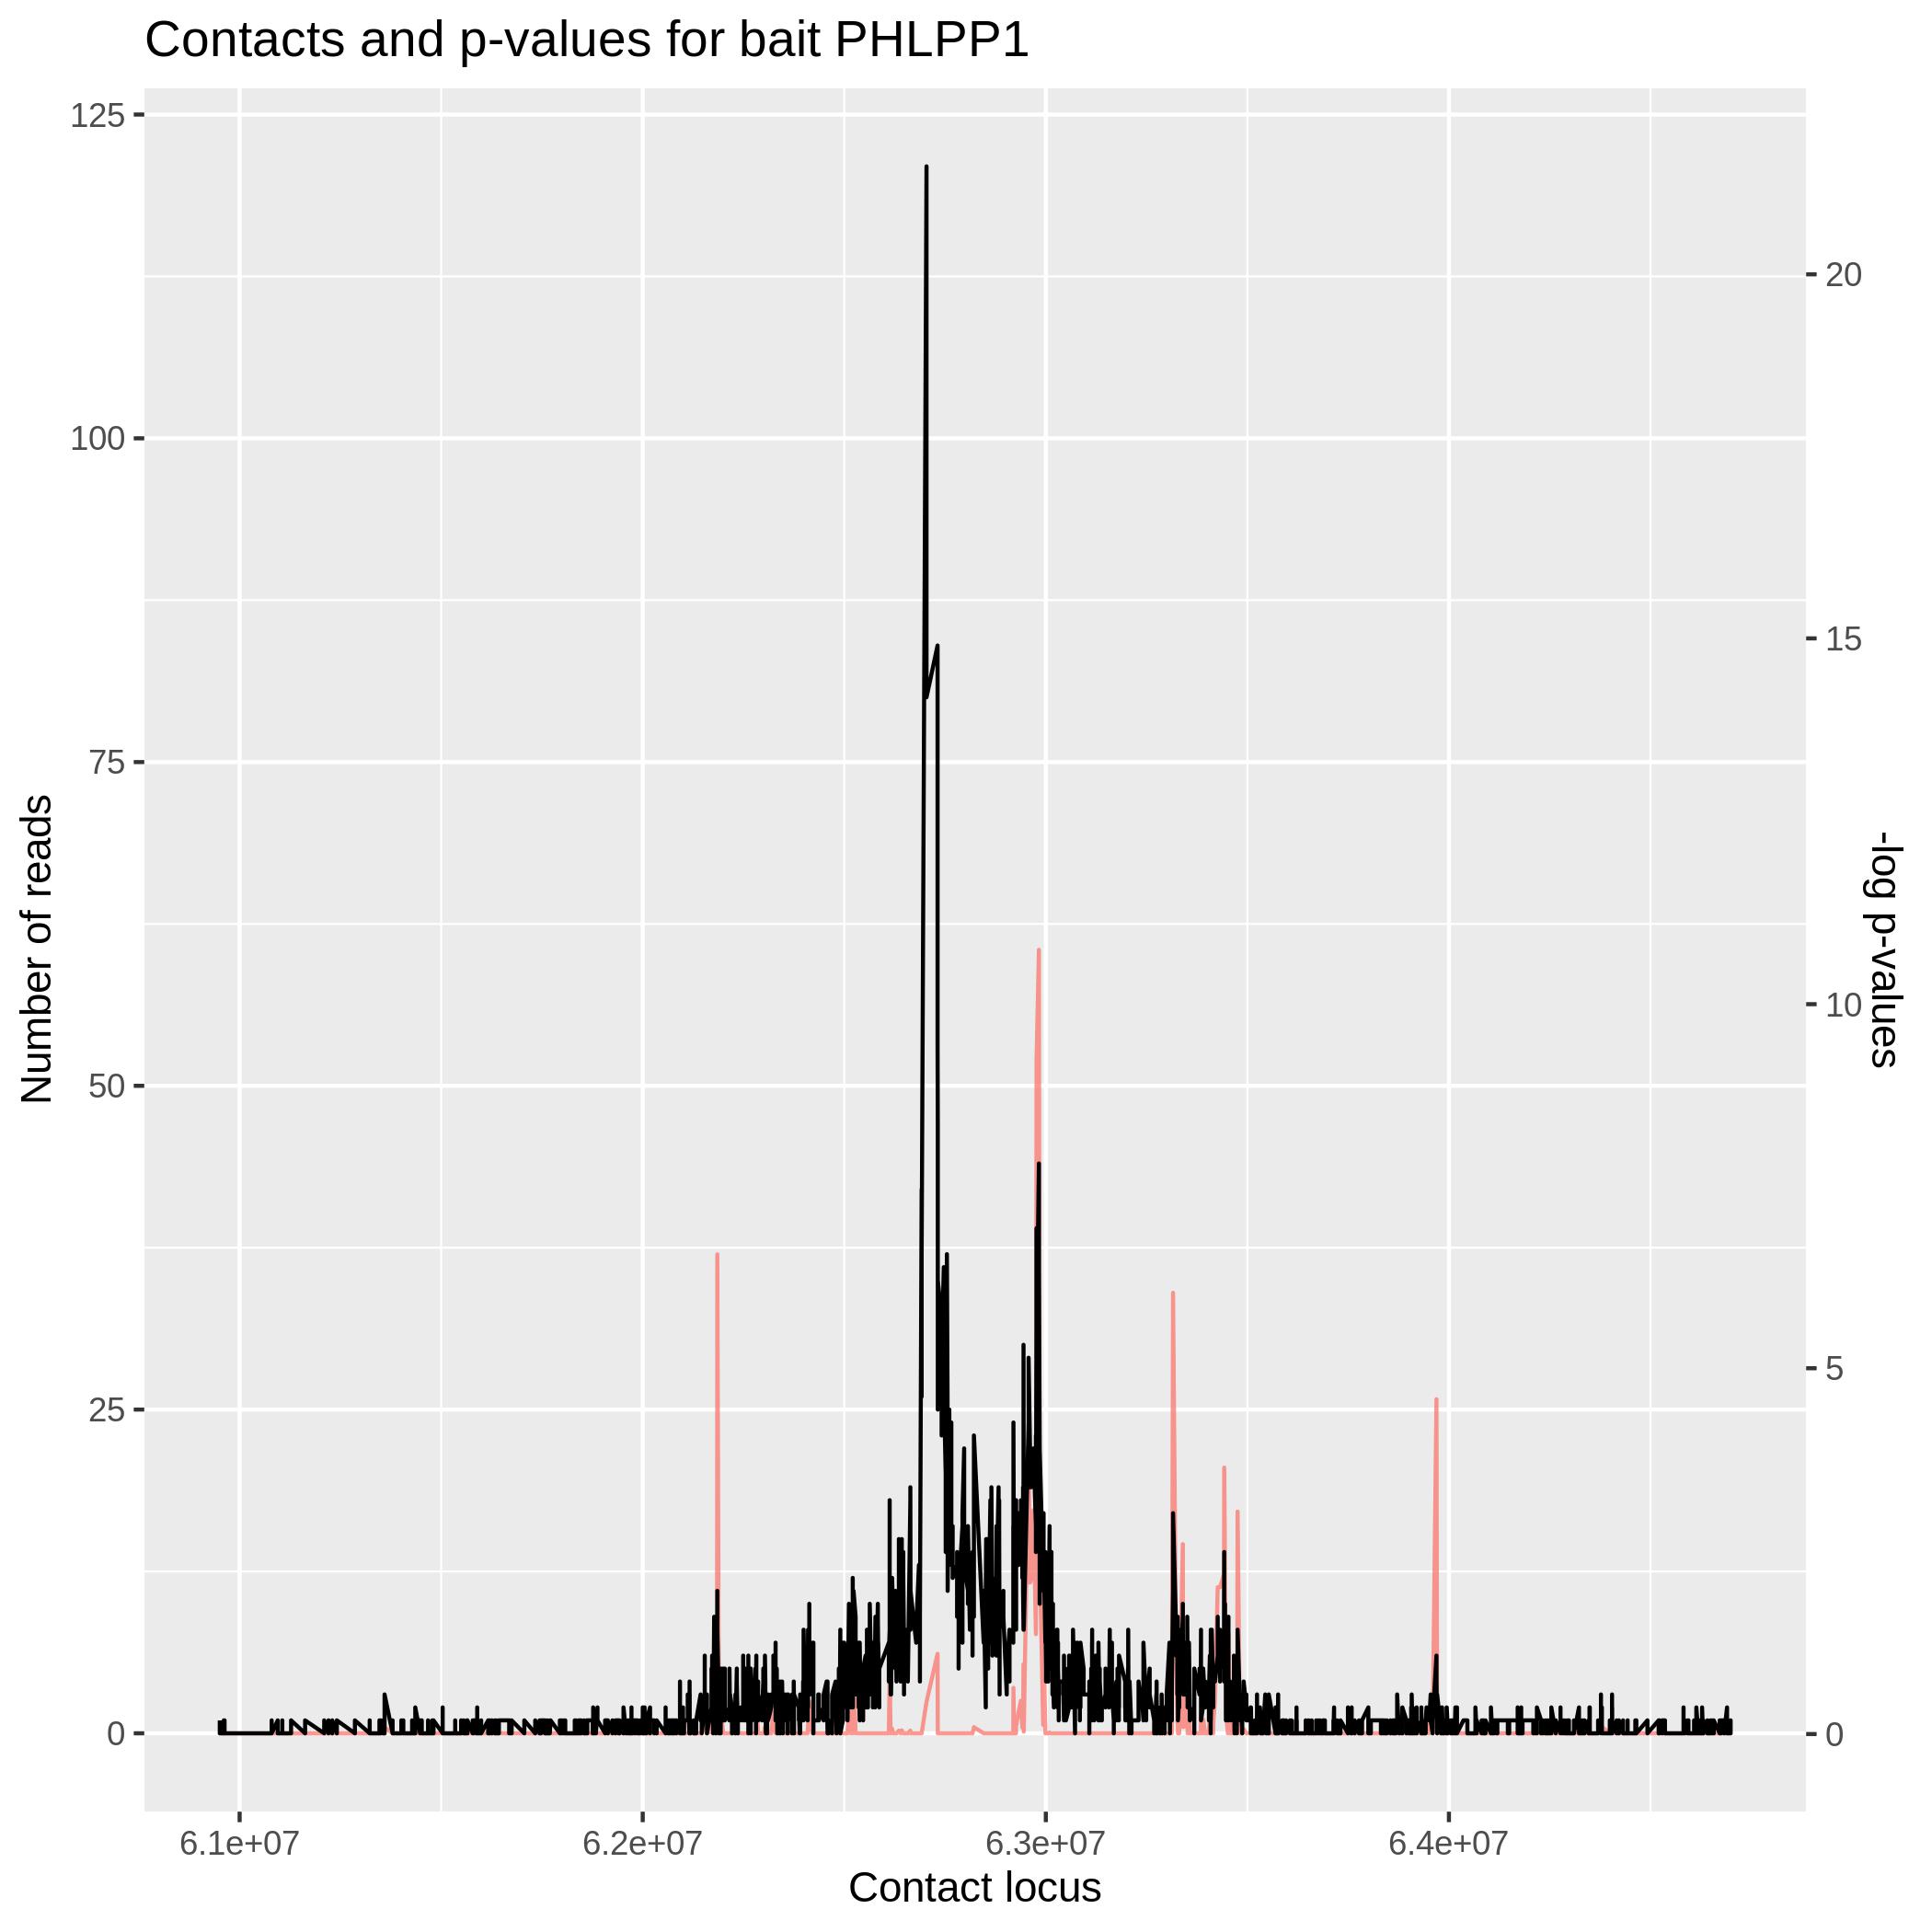 Contacts and p-values for bait PHLPP1
125
100
75
50
25
0
Number of reads
20
15
10
5
0
-log p-values
6.1e+07
6.2e+07
6.3e+07
6.4e+07
Contact locus